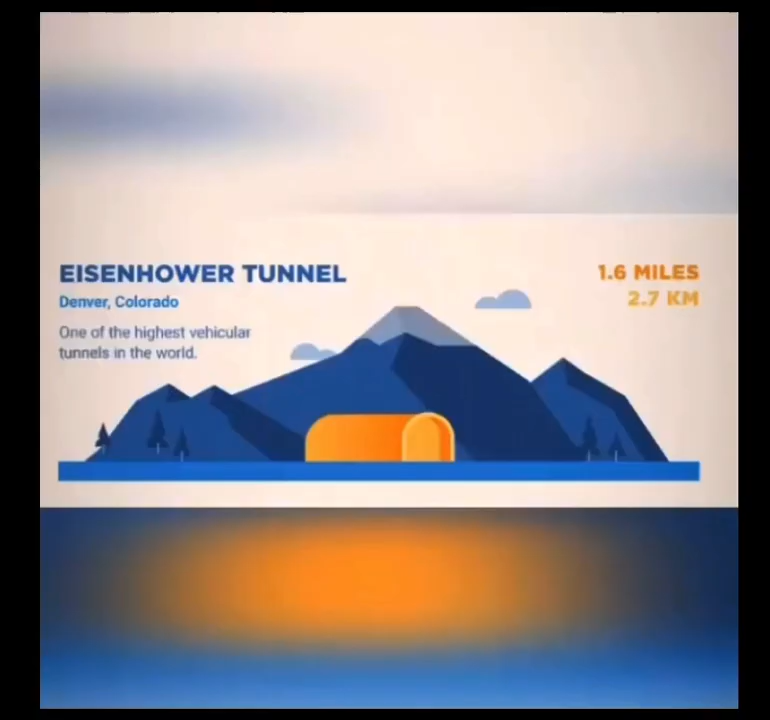 EISENHOWER TUNNEL
1.6 MILES
Denver, Colorado
2.7 KM
One of the highest vehicular
tunnels in the world.